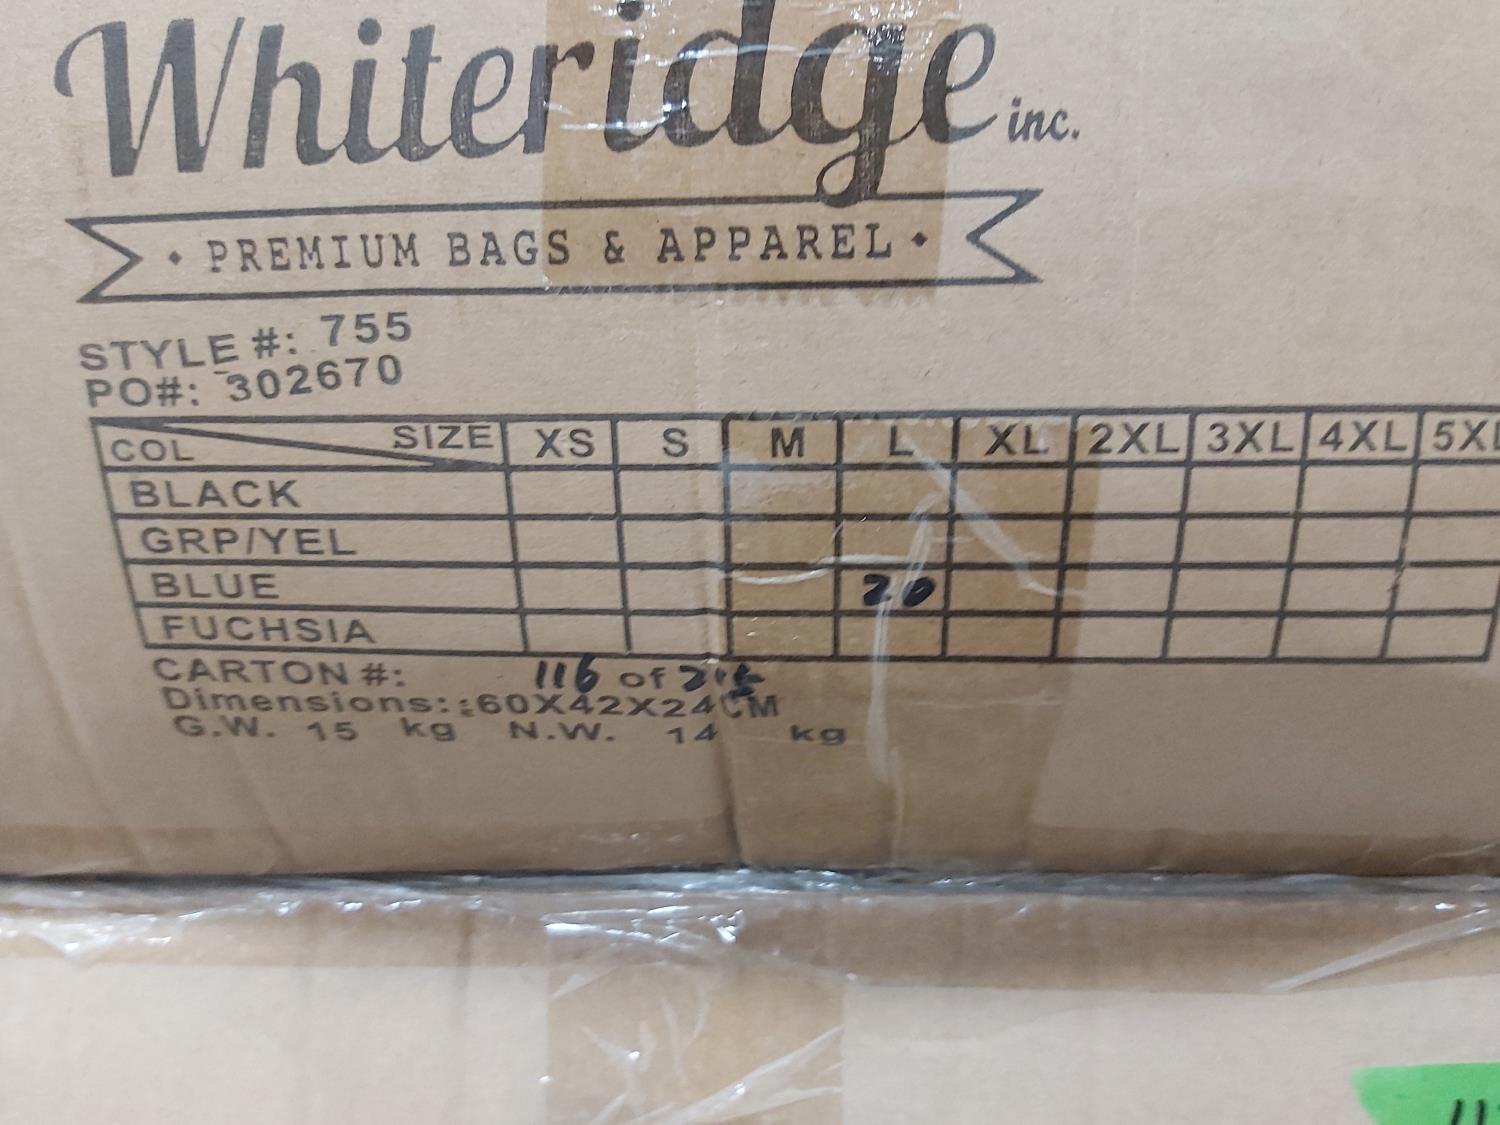 Whiteridge inc.
• PREMIUM BAGS & APPAREL •
STYLE #: 755
PO#: 302670
COL SIZE XS S M L XL 2XL 3XL 4XL 5XL
BLACK
GRP/YEL
BLUE 20
FUCHSIA
CARTON #: 116 of
Dimensions: 60X42X24CM
G.W. 15 kg N.W. 14 kg